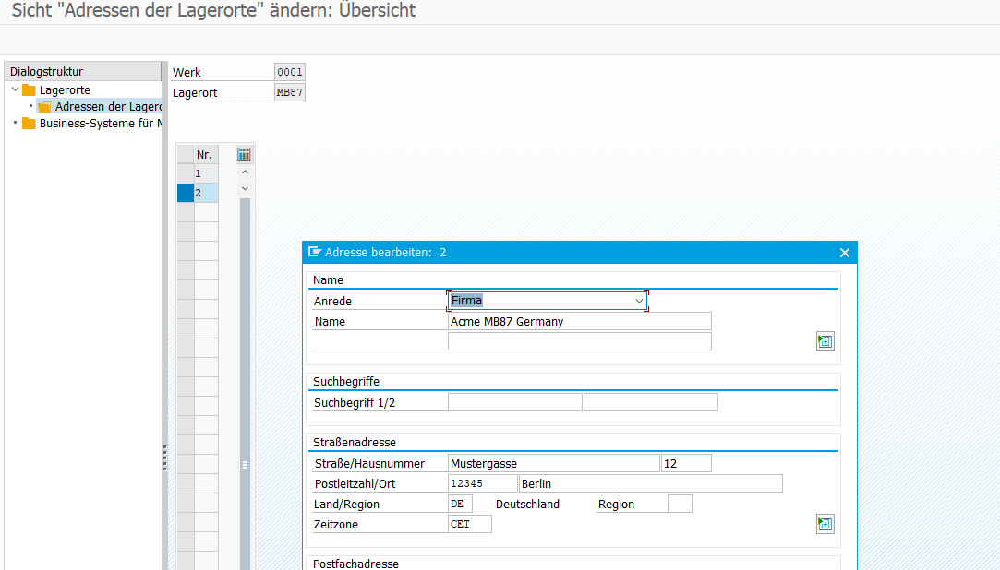 Sicht "Adressen der Lagerorte" ändern: Übersicht
Dialogstruktur
Lagerorte
Adressen der Lagero
Business-Systeme für M
Werk 0001
Lagerort MB87
Nr.
1
2
Adresse bearbeiten: 2
Name
Anrede Firma
Name Acme MB87 Germany
Suchbegriffe
Suchbegriff 1/2
Straßenadresse
Straße/Hausnummer Mustergasse 12
Postleitzahl/Ort 12345 Berlin
Land/Region DE Deutschland Region
Zeitzone CET
Postfachadresse